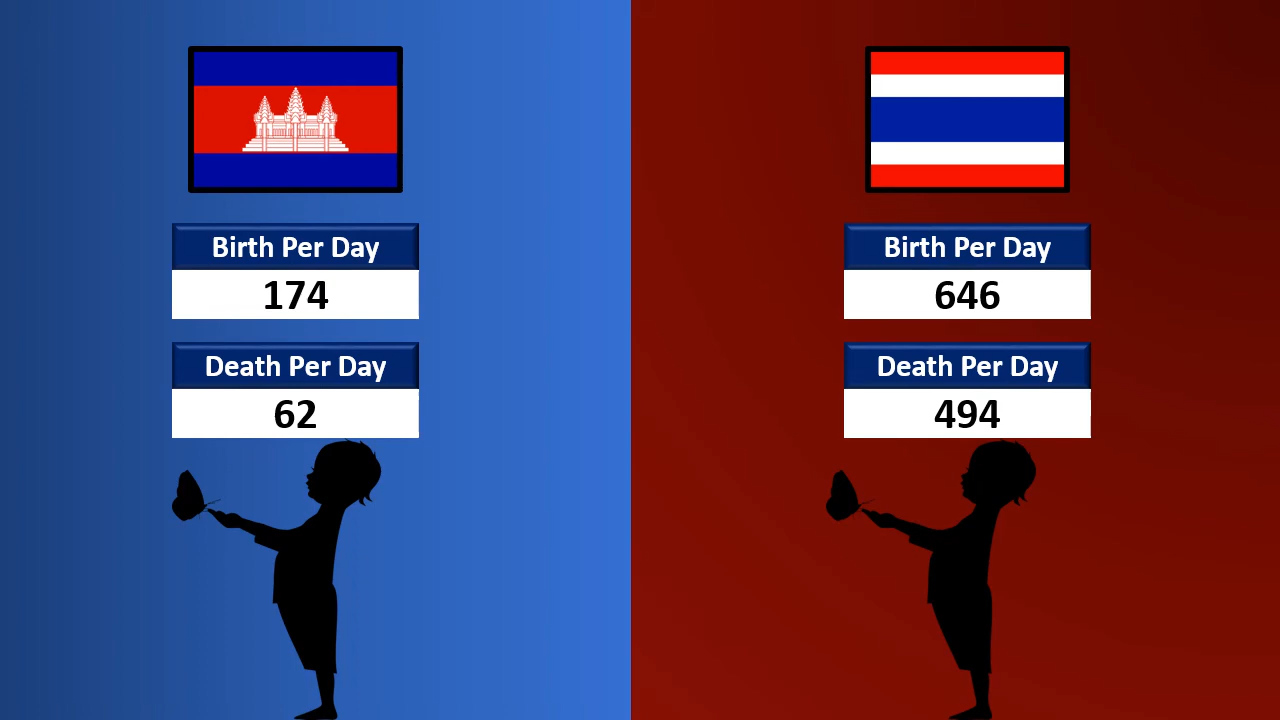 Birth Per Day
174
Death Per Day
62
Birth Per Day
646
Death Per Day
494